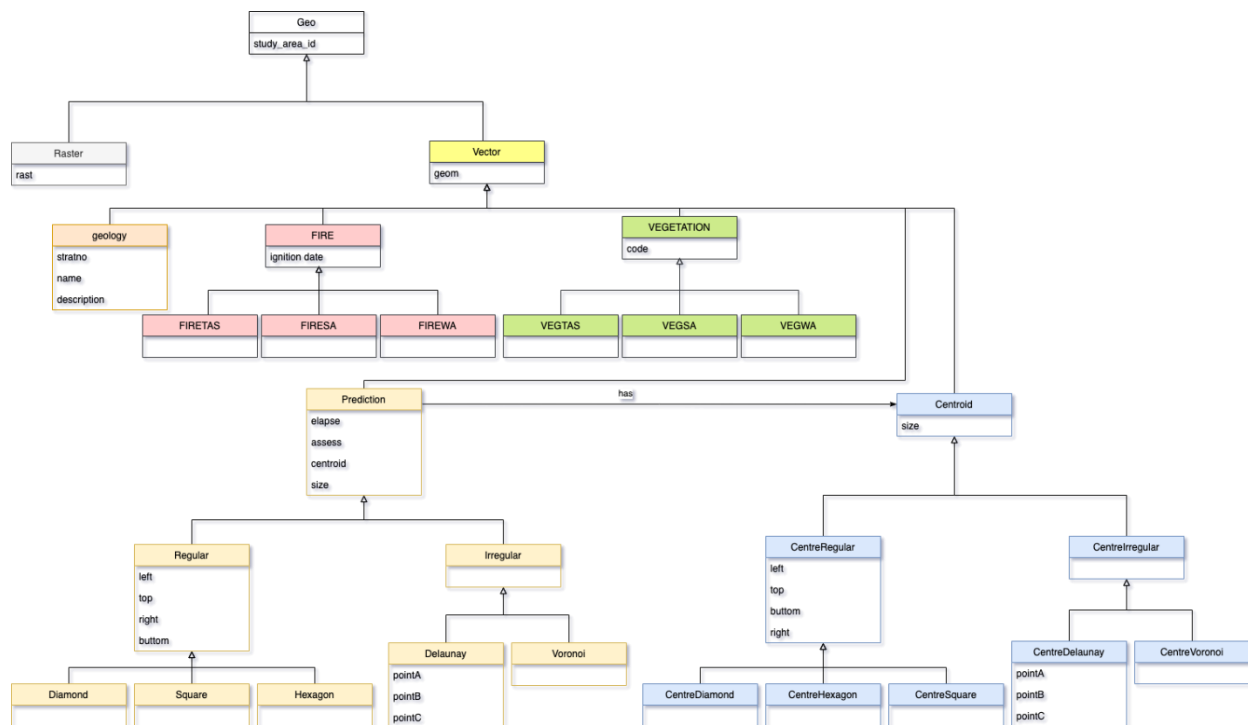 Geo
study_area_id
Raster
rast
Vector
geom
geology
stratno
name
description
FIRE
ignition date
VEGETATION
code
FIRETAS
FIRESA
FIREWA
VEGTAS
VEGSA
VEGWA
Prediction
elapse
assess
centroid
size
has
Centroid
size
Regular
left
top
right
buttom
Irregular
CentreRegular
left
top
buttom
right
CentreIrregular
Diamond
Square
Hexagon
Delaunay
pointA
pointB
pointC
Voronoi
CentreDiamond
CentreHexagon
CentreSquare
CentreDelaunay
pointA
pointB
pointC
CentreVoronoi